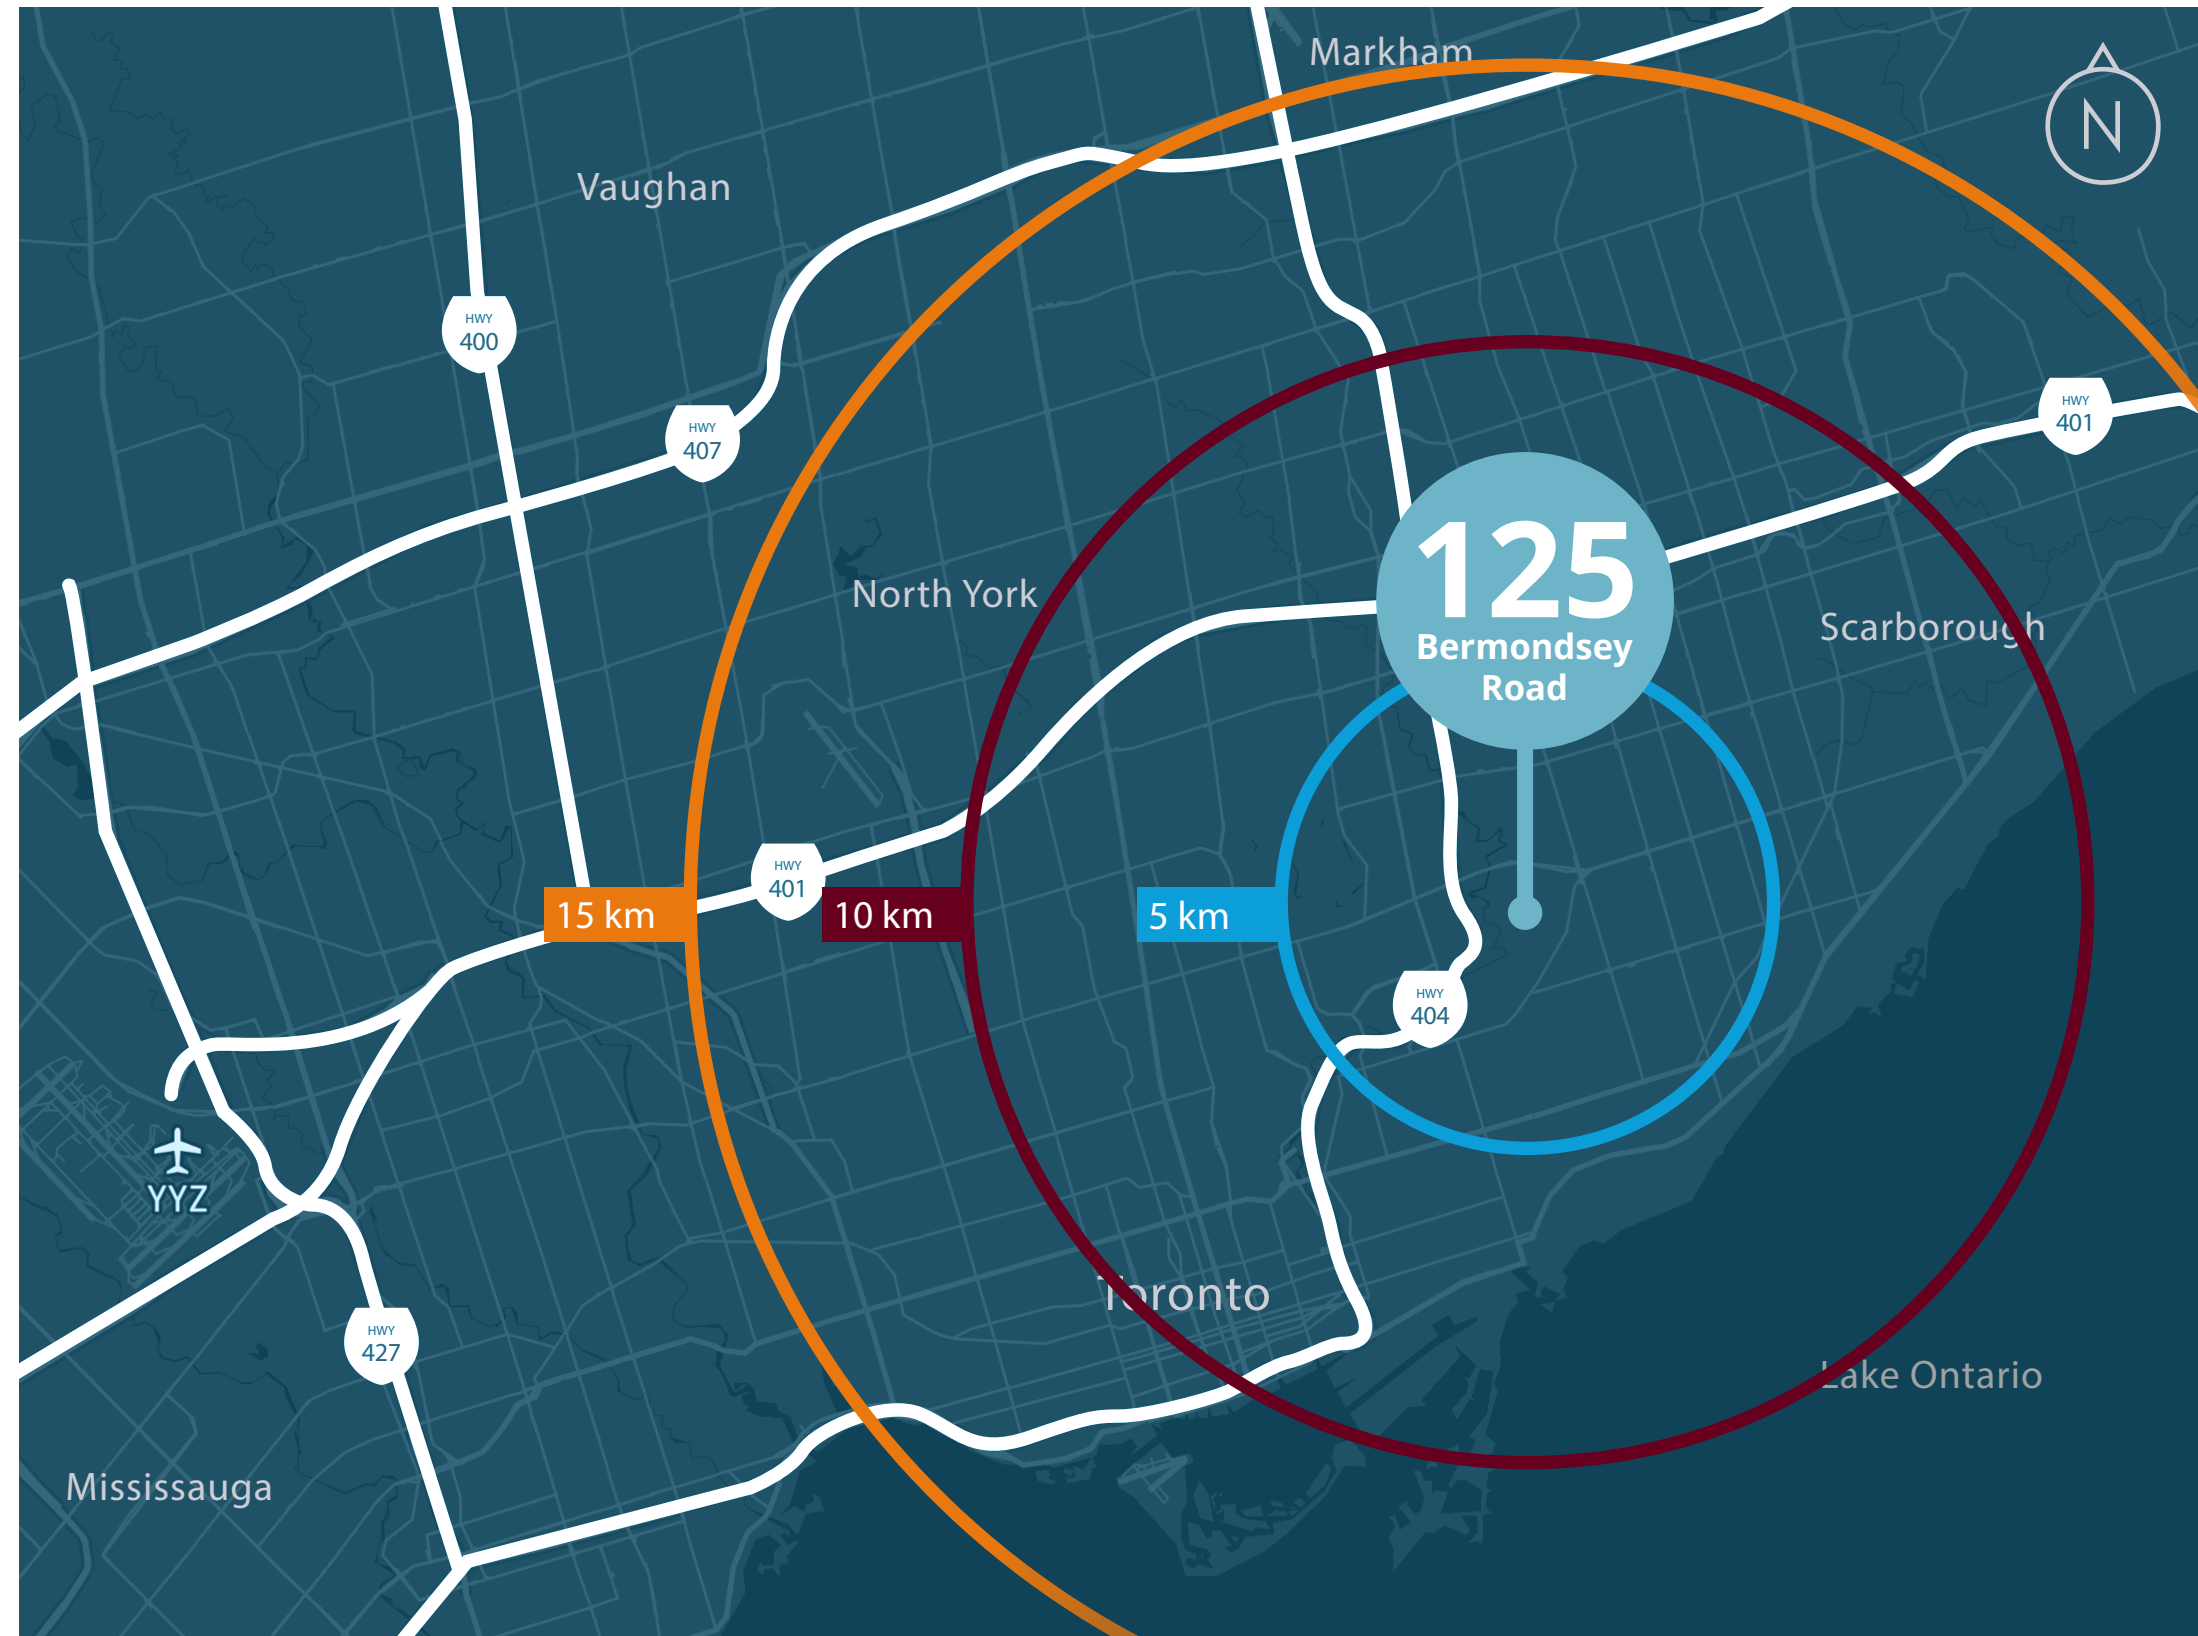 Markham
N
Vaughan
HWY
400
HWY
401
HWY
407
125
Bermondsey
Road
North York
Scarborough
HWY
401
15 km
10 km
5 km
HWY
404
YYZ
Toronto
HWY
427
Lake Ontario
Mississauga